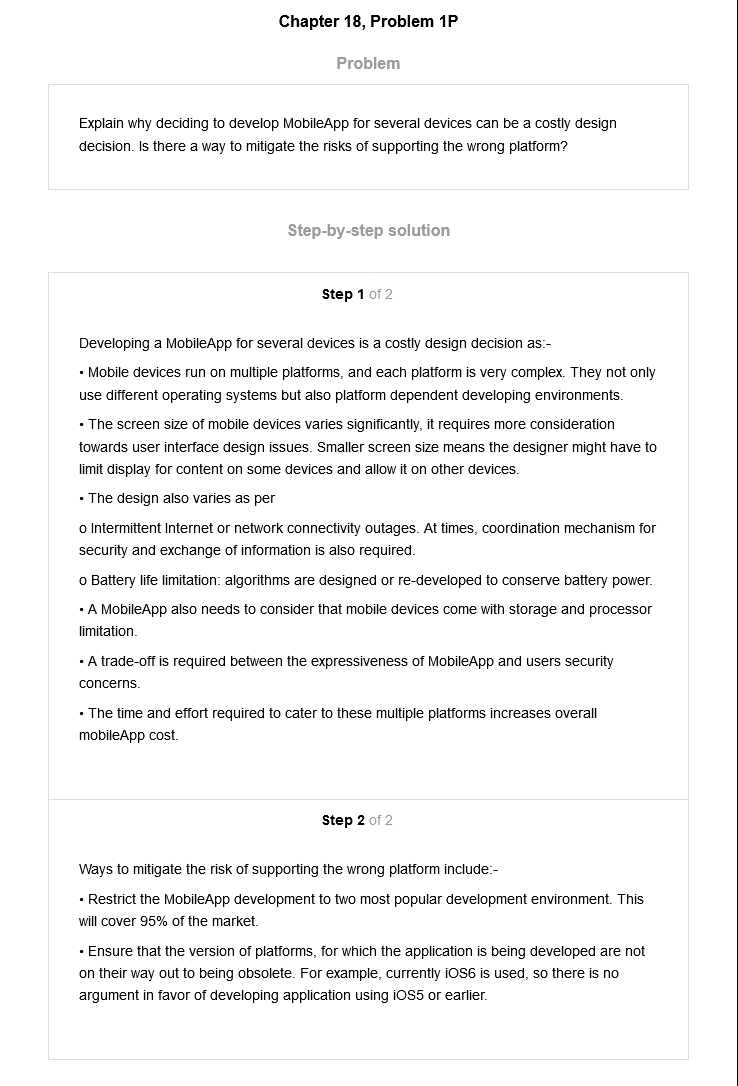 Chapter 18, Problem 1P
Problem
Explain why deciding to develop MobileApp for several devices can be a costly design
decision. Is there a way to mitigate the risks of supporting the wrong platform?
Step-by-step solution
Step 1 of 2
Developing a MobileApp for several devices is a costly design decision as:-
• Mobile devices run on multiple platforms, and each platform is very complex. They not only
use different operating systems but also platform dependent developing environments.
• The screen size of mobile devices varies significantly, it requires more consideration
towards user interface design issues. Smaller screen size means the designer might have to
limit display for content on some devices and allow it on other devices.
• The design also varies as per
o Intermittent Internet or network connectivity outages. At times, coordination mechanism for
security and exchange of information is also required.
o Battery life limitation: algorithms are designed or re-developed to conserve battery power.
• A MobileApp also needs to consider that mobile devices come with storage and processor
limitation.
• A trade-off is required between the expressiveness of MobileApp and users security
concerns.
• The time and effort required to cater to these multiple platforms increases overall
mobileApp cost.
Step 2 of 2
Ways to mitigate the risk of supporting the wrong platform include:-
• Restrict the MobileApp development to two most popular development environment. This
will cover 95% of the market.
• Ensure that the version of platforms, for which the application is being developed are not
on their way out to being obsolete. For example, currently iOS6 is used, so there is no
argument in favor of developing application using iOS5 or earlier.